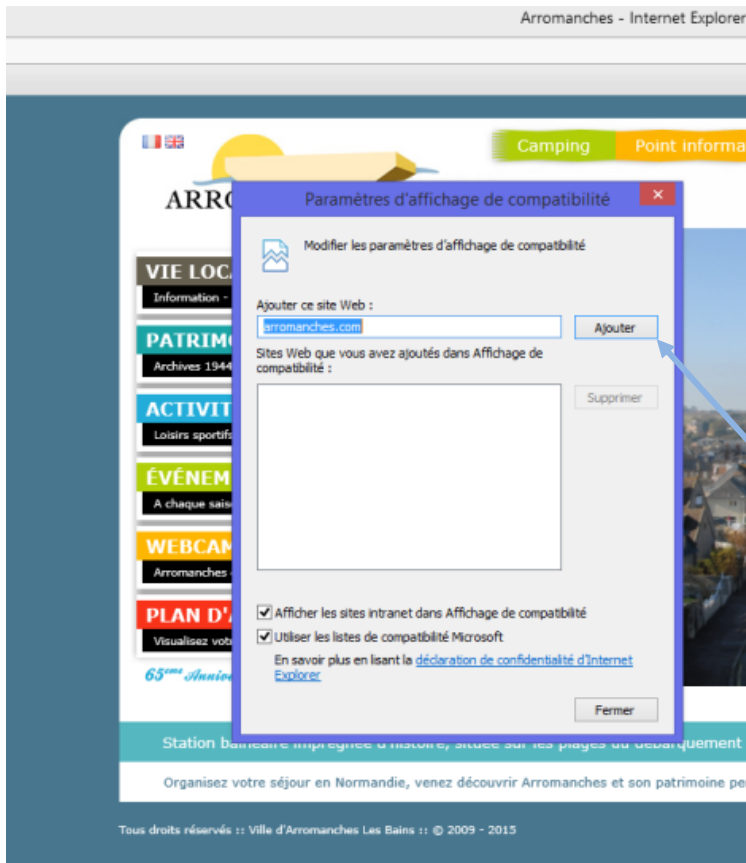 Arromanches - Internet Explorer
Camping
Point informa
ARRO
Paramètres d'affichage de compatibilité
Modifier les paramètres d'affichage de compatibilité
VIE LOC
Information -
Ajouter ce site Web :
arromanches.com
Ajouter
PATRIM
Archives 1944
Sites Web que vous avez ajoutés dans Affichage de
compatibilité :
Supprimer
ACTIVIT
Loisirs sportifs
ÉVÉNEM
A chaque sais
WEBCAM
Arromanches
PLAN D'
Visualisez vot
Afficher les sites intranet dans Affichage de compatibilité
Utiliser les listes de compatibilité Microsoft
En savoir plus en lisant la déclaration de confidentialité d'Internet
Explorer
65eme Anniv
Fermer
Station balnéaire imprégnée d'histoire, située sur les plages du débarquement
Organisez votre séjour en Normandie, venez découvrir Arromanches et son patrimoine pe
Tous droits réservés :: Ville d'Arromanches Les Bains :: © 2009 - 2015